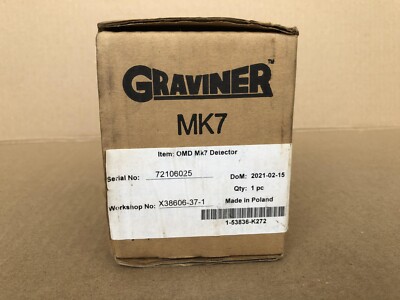 GRAVINER™
MK7
Item: OMD Mk7 Detector
Serial No: 72106025 DoM: 2021-02-15
Qty: 1 pc
Workshop No: X38606-37-1 Made in Poland
1-53836-K272